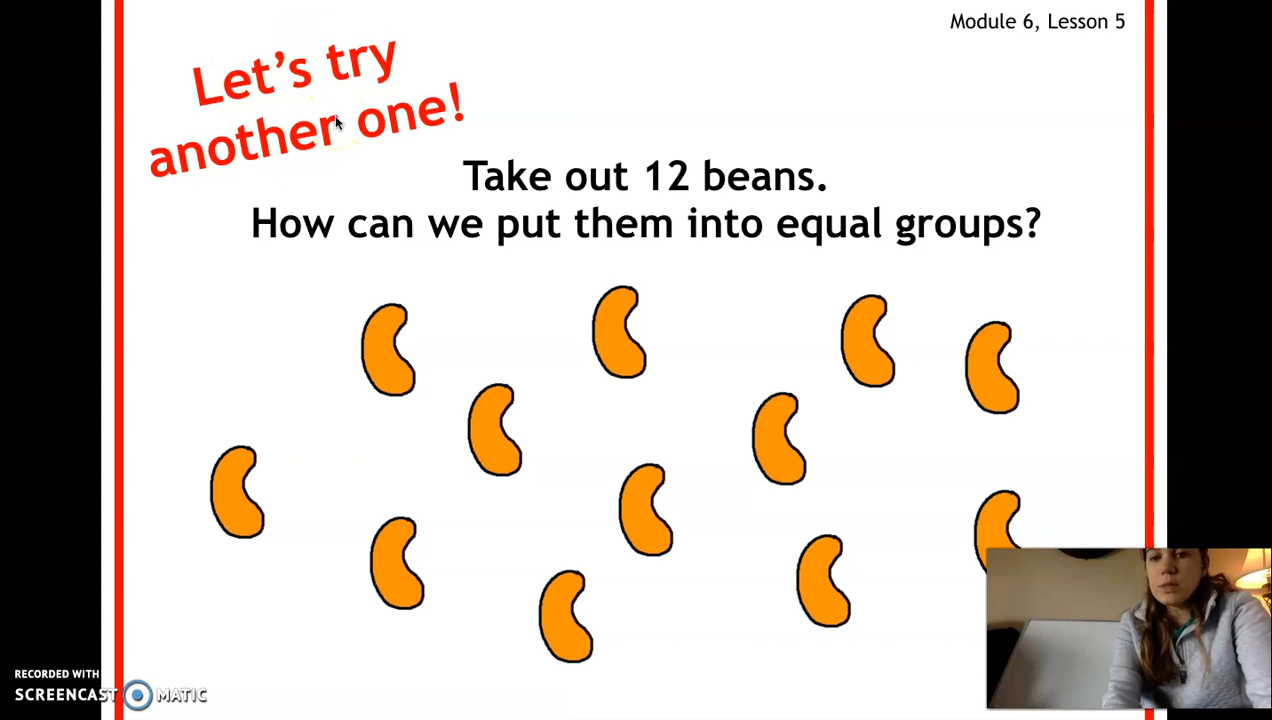 Module 6, Lesson 5
Let's try
another one!
Take out 12 beans.
How can we put them into equal groups?
RECORDED WITH
SCREENCAST MATIC